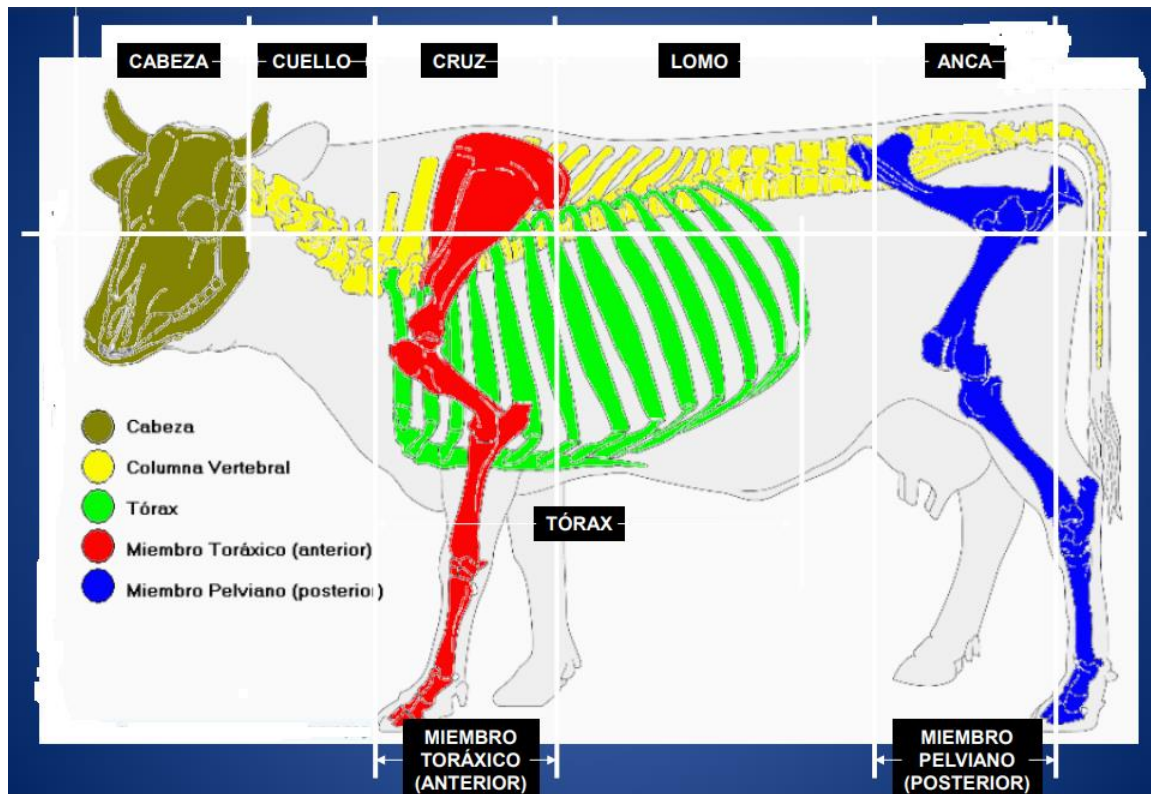 CABEZA
CUELLO
CRUZ
LOMO
ANCA
Cabeza
Columna Vertebral
Tórax
Miembro Toráxico (anterior)
Miembro Pelviano (posterior)
TÓRAX
MIEMBRO
TORÁXICO
(ANTERIOR)
MIEMBRO
PELVIANO
(POSTERIOR)